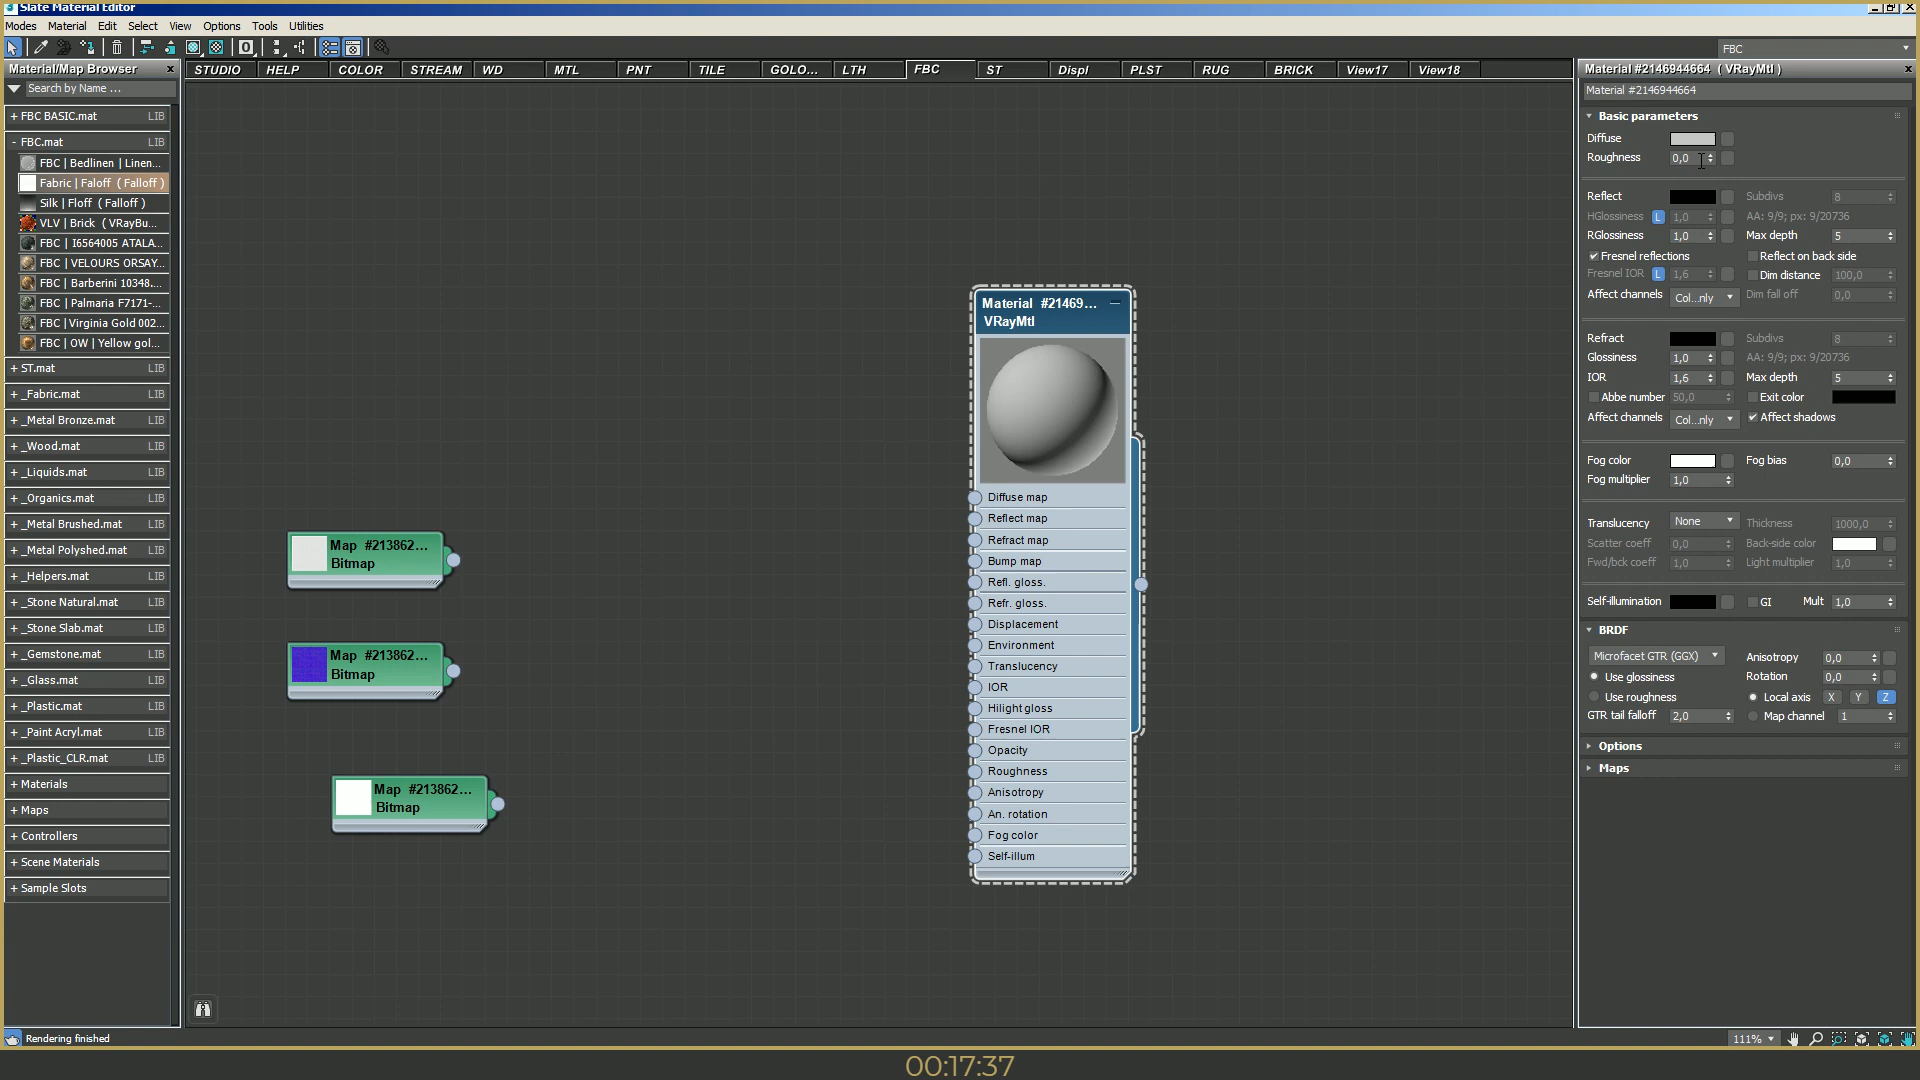 Slate Material Editor
Modes Material Edit Select View Options Tools Utilities
FBC
Material/Map Browser
Search by Name ...
+ FBC BASIC.mat LIB
- FBC.mat LIB
FBC | Bedlinen | Linen...
Fabric | Faloff ( Falloff )
Silk | Floff ( Falloff )
VLV | Brick ( VRayBu...
FBC | I6564005 ATALA...
FBC | VELOURS ORSAY...
FBC | Barberini 10348....
FBC | Palmaria F7171-...
FBC | Virginia Gold 002...
FBC | OW | Yellow gol...
+ ST.mat LIB
+ _Fabric.mat LIB
+ _Metal Bronze.mat LIB
+ _Wood.mat LIB
+ _Liquids.mat LIB
+ _Organics.mat LIB
+ _Metal Brushed.mat LIB
+ _Metal Polyshed.mat LIB
+ _Helpers.mat LIB
+ _Stone Natural.mat LIB
+ _Stone Slab.mat LIB
+ _Gemstone.mat LIB
+ _Glass.mat LIB
+ _Plastic.mat LIB
+ _Paint Acryl.mat LIB
+ _Plastic_CLR.mat LIB
+ Materials
+ Maps
+ Controllers
+ Scene Materials
+ Sample Slots
STUDIO HELP COLOR STREAM WD MTL PNT TILE GOLO... LTH FBC ST Displ PLST RUG BRICK View17 View18
Map #213862...
Bitmap
Map #213862...
Bitmap
Map #213862...
Bitmap
Material #21469...
VRayMtl
Diffuse map
Reflect map
Refract map
Bump map
Refl. gloss.
Refr. gloss.
Displacement
Environment
Translucency
IOR
Hilight gloss
Fresnel IOR
Opacity
Roughness
Anisotropy
An. rotation
Fog color
Self-illum
Material #2146944664 ( VRayMtl )
Material #2146944664
Basic parameters
Diffuse
Roughness 0,0
Reflect Subdivs 8
HGlossiness L 1,0 AA: 9/9; px: 9/20736
RGlossiness 1,0 Max depth 5
Fresnel reflections Reflect on back side
Fresnel IOR L 1,6 Dim distance 100,0
Affect channels Col...nly Dim fall off 0,0
Refract Subdivs 8
Glossiness 1,0 AA: 9/9; px: 9/20736
IOR 1,6 Max depth 5
Abbe number 50,0 Exit color
Affect channels Col...nly Affect shadows
Fog color Fog bias 0,0
Fog multiplier 1,0
Translucency None Thickness 1000,0
Scatter coeff 0,0 Back-side color
Fwd/bck coeff 1,0 Light multiplier 1,0
Self-illumination GI Mult 1,0
BRDF
Microfacet GTR (GGX) Anisotropy 0,0
Use glossiness Rotation 0,0
Use roughness Local axis X Y Z
GTR tail falloff 2,0 Map channel 1
Options
Maps
Rendering finished
111%
00:17:37